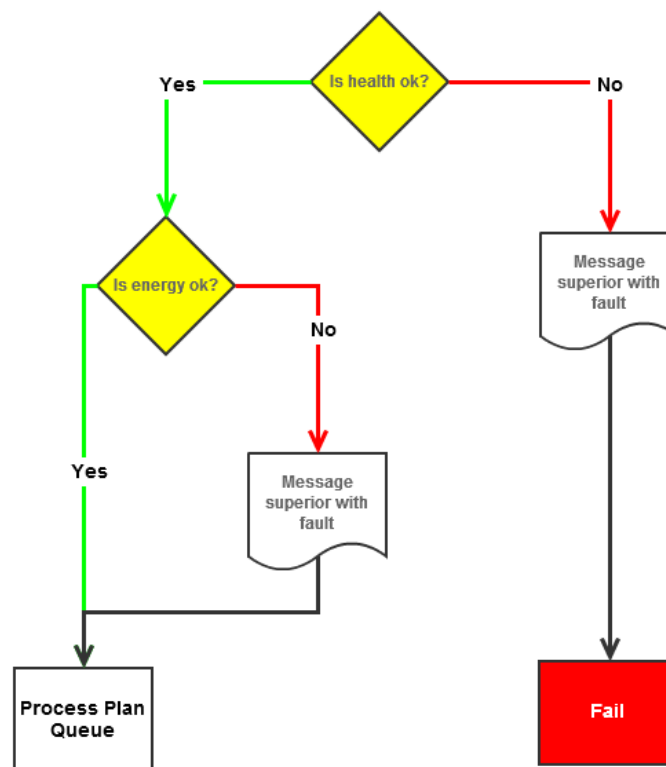 Is health ok?
Yes
No
Message
superior with
fault
Is energy ok?
No
Yes
Message
superior with
fault
Process Plan
Queue
Fail